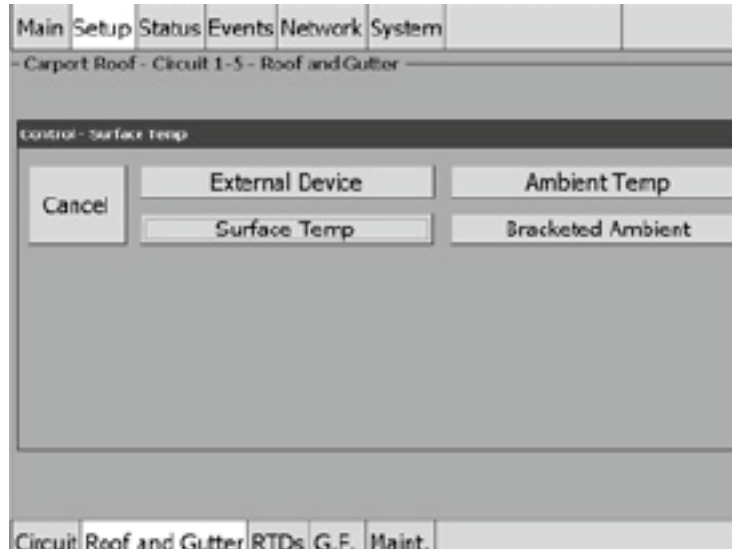 Main Setup Status Events Network System
Carport Roof - Circuit 1-5 - Roof and Gutter
Control - Surface Temp
External Device Ambient Temp
Cancel
Surface Temp Bracketed Ambient
Circuit Roof and Gutter RTDs G.F. Maint.